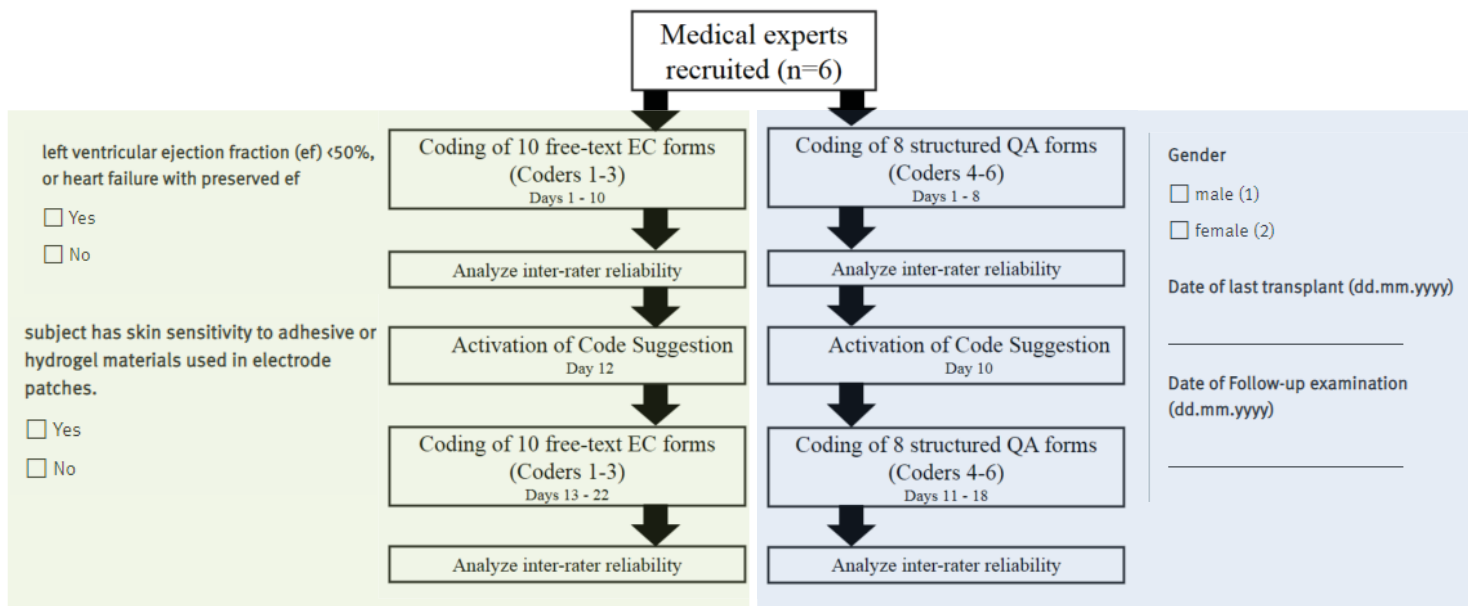 Medical experts
recruited (n=6)
left ventricular ejection fraction (ef) <50%,
or heart failure with preserved ef
Yes
No
subject has skin sensitivity to adhesive or
hydrogel materials used in electrode
patches.
Yes
No
Coding of 10 free-text EC forms
(Coders 1-3)
Days 1 - 10
Analyze inter-rater reliability
Activation of Code Suggestion
Day 12
Coding of 10 free-text EC forms
(Coders 1-3)
Days 13 - 22
Analyze inter-rater reliability
Coding of 8 structured QA forms
(Coders 4-6)
Days 1 - 8
Analyze inter-rater reliability
Activation of Code Suggestion
Day 10
Coding of 8 structured QA forms
(Coders 4-6)
Days 11 - 18
Analyze inter-rater reliability
Gender
male (1)
female (2)
Date of last transplant (dd.mm.yyyy)
Date of Follow-up examination
(dd.mm.yyyy)